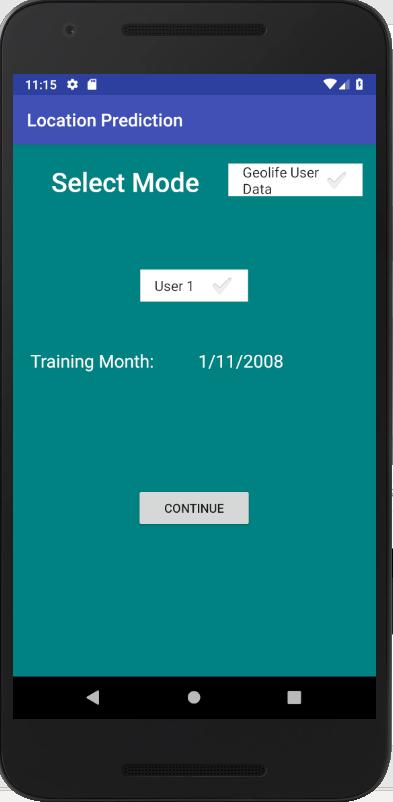 11:15
Location Prediction
Select Mode
Geolife User
Data
User 1
Training Month: 1/11/2008
CONTINUE